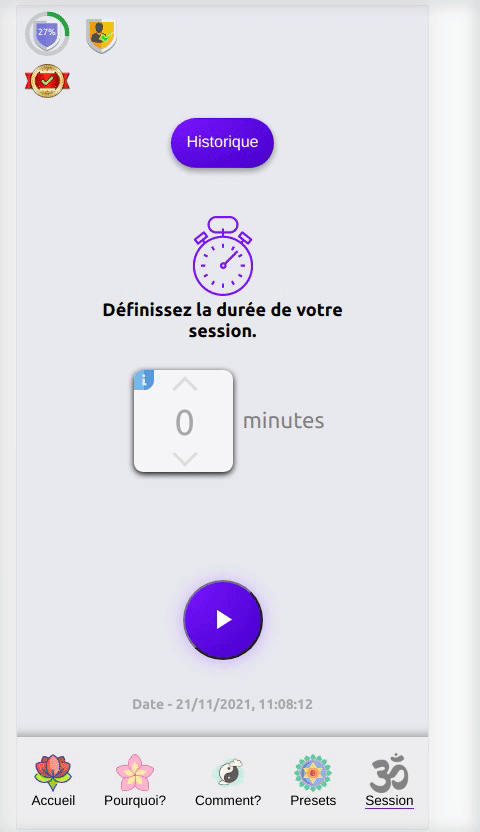 27%
Historique
Définissez la durée de votre
session.
i
0 minutes
Date - 21/11/2021, 11:08:12
Accueil Pourquoi? Comment? Presets Session